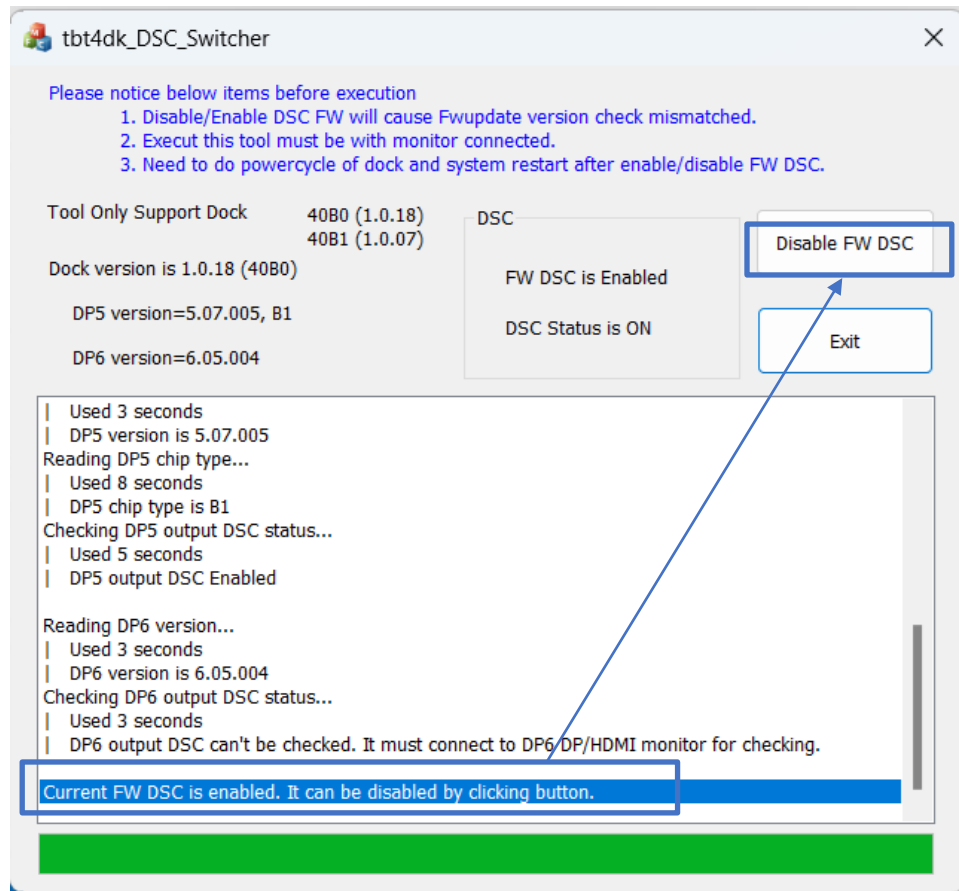 tbt4dk_DSC_Switcher
Please notice below items before execution
1. Disable/Enable DSC FW will cause Fwupdate version check mismatched.
2. Execut this tool must be with monitor connected.
3. Need to do powercycle of dock and system restart after enable/disable FW DSC.
Tool Only Support Dock 40B0 (1.0.18)
40B1 (1.0.07)
Dock version is 1.0.18 (40B0)
DP5 version=5.07.005, B1
DP6 version=6.05.004
DSC
FW DSC is Enabled
DSC Status is ON
Disable FW DSC
Exit
| Used 3 seconds
| DP5 version is 5.07.005
Reading DP5 chip type...
| Used 8 seconds
| DP5 chip type is B1
Checking DP5 output DSC status...
| Used 5 seconds
| DP5 output DSC Enabled
Reading DP6 version...
| Used 3 seconds
| DP6 version is 6.05.004
Checking DP6 output DSC status...
| Used 3 seconds
| DP6 output DSC can't be checked. It must connect to DP6 DP/HDMI monitor for checking.
Current FW DSC is enabled. It can be disabled by clicking button.